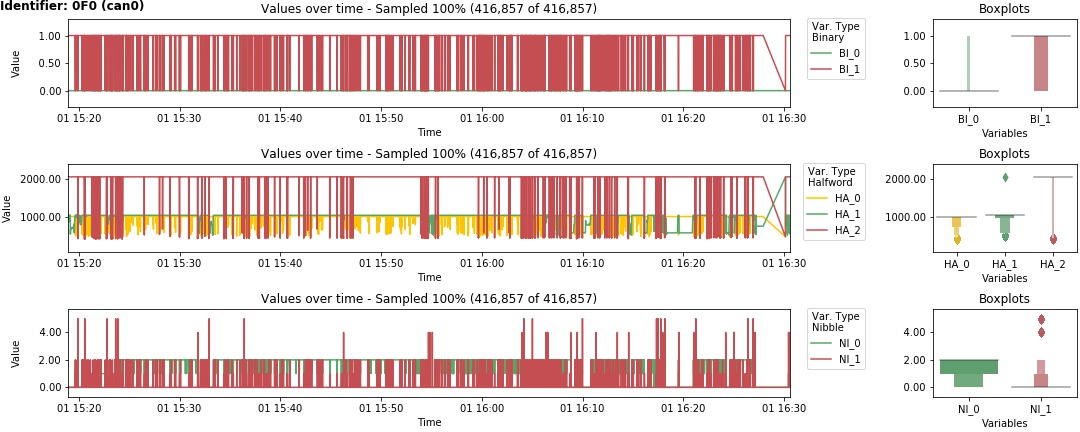 Identifier: 0F0 (can0)
Values over time - Sampled 100% (416,857 of 416,857)
Value
1.00
0.50
0.00
01 15:20
01 15:30
01 15:40
01 15:50
01 16:00
01 16:10
01 16:20
01 16:30
Time
Var. Type
Binary
BI_0
BI_1
Boxplots
1.00
0.50
0.00
BI_0
BI_1
Variables
Values over time - Sampled 100% (416,857 of 416,857)
Value
2000.00
1000.00
01 15:20
01 15:30
01 15:40
01 15:50
01 16:00
01 16:10
01 16:20
01 16:30
Time
Var. Type
Halfword
HA_0
HA_1
HA_2
Boxplots
2000.00
1000.00
HA_0
HA_1
HA_2
Variables
Values over time - Sampled 100% (416,857 of 416,857)
Value
4.00
2.00
0.00
01 15:20
01 15:30
01 15:40
01 15:50
01 16:00
01 16:10
01 16:20
01 16:30
Time
Var. Type
Nibble
NI_0
NI_1
Boxplots
4.00
2.00
0.00
NI_0
NI_1
Variables